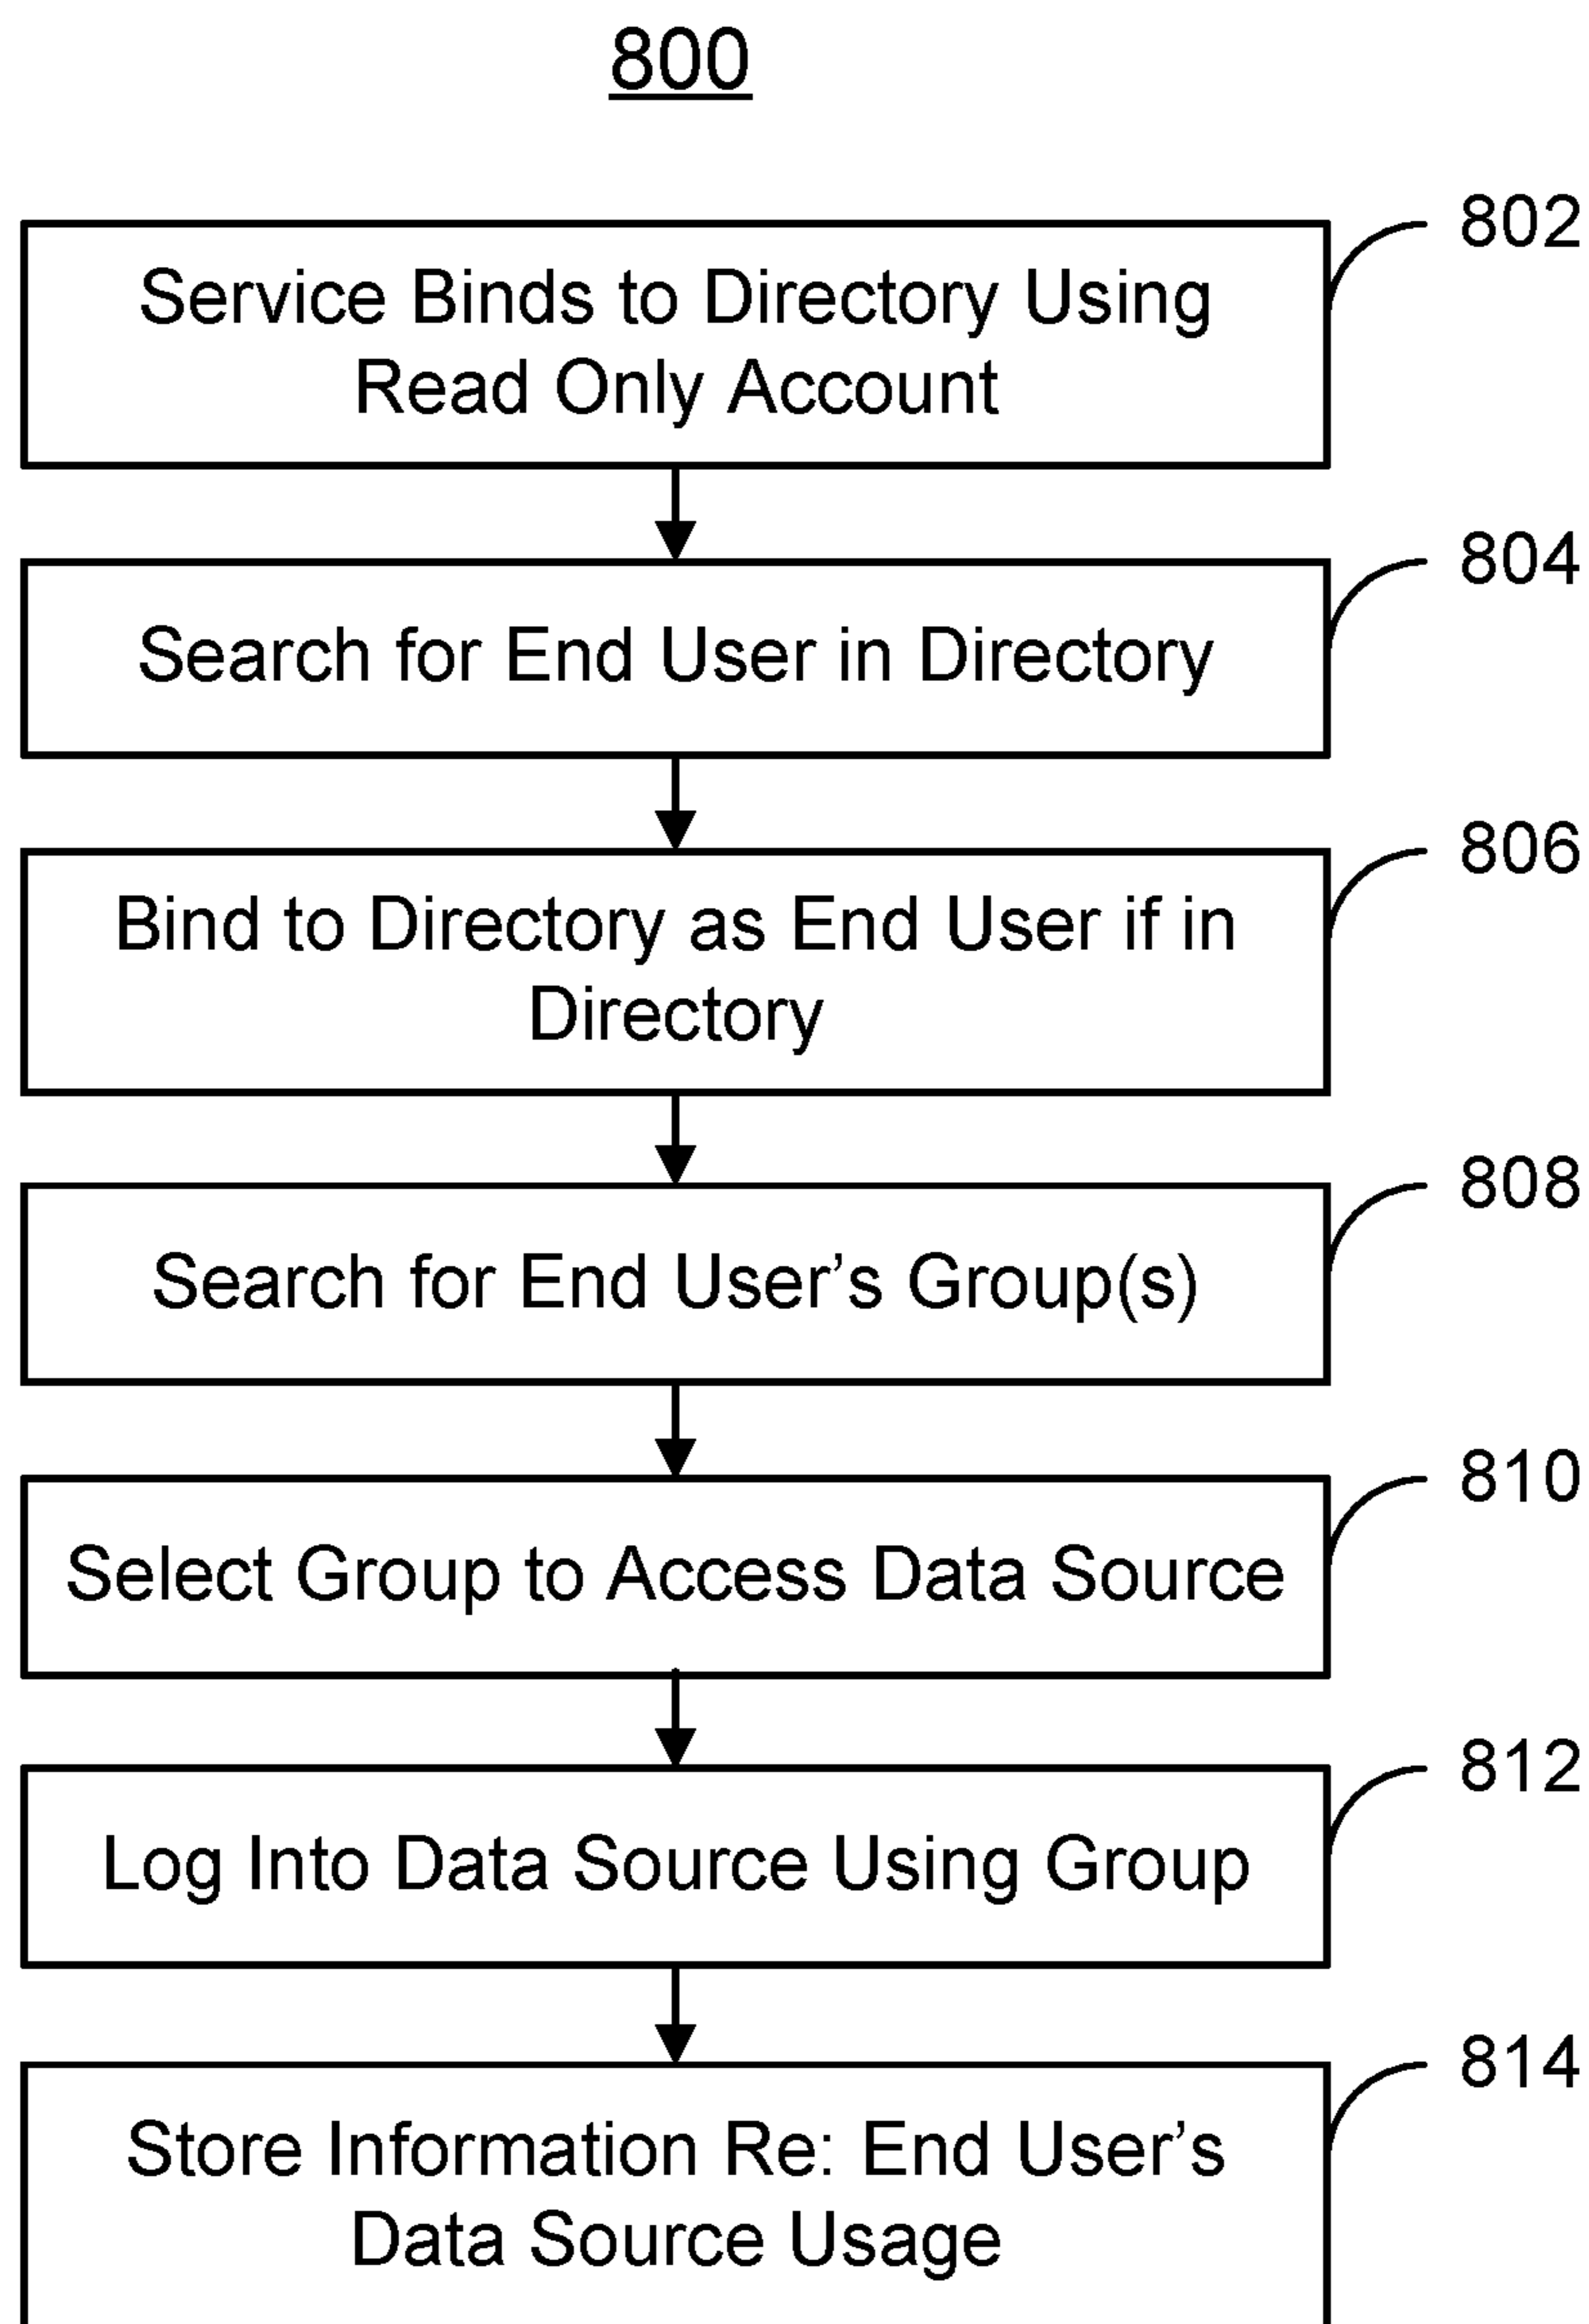 800
802
Service Binds to Directory Using
Read Only Account
804
Search for End User in Directory
806
Bind to Directory as End User if in
Directory
808
Search for End User’s Group(s)
810
Select Group to Access Data Source
812
Log Into Data Source Using Group
814
Store Information Re: End User’s
Data Source Usage